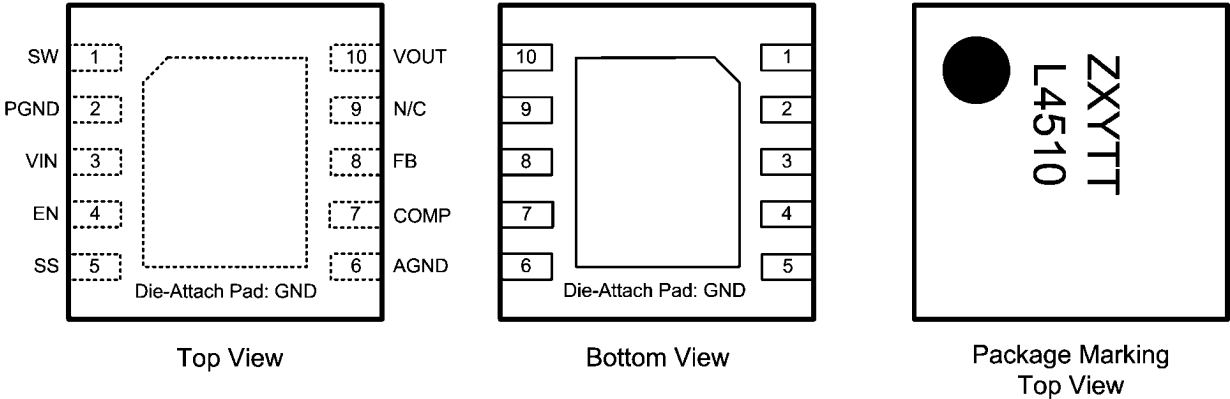 SW 1 10 VOUT
PGND 2 9 N/C
VIN 3 8 FB
EN 4 7 COMP
SS 5 6 AGND
Die-Attach Pad: GND
Top View
10 1
9 2
8 3
7 4
6 5
Die-Attach Pad: GND
Bottom View
ZXYTT
L4510
Package Marking
Top View